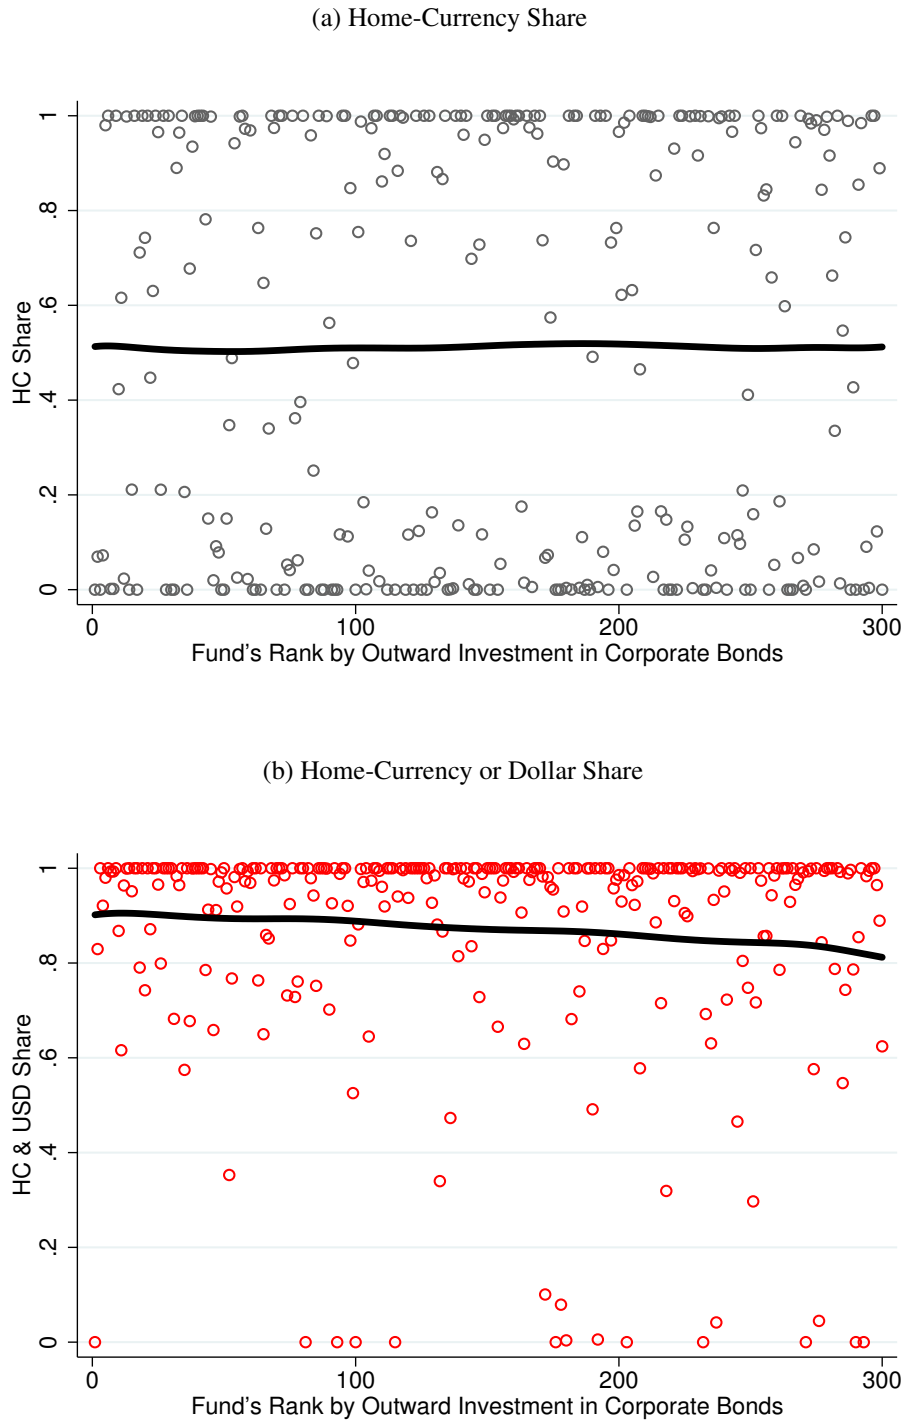 (a) Home-Currency Share
HC Share
1
.8
.6
.4
.2
0
0 100 200 300
Fund's Rank by Outward Investment in Corporate Bonds
(b) Home-Currency or Dollar Share
HC & USD Share
1
.8
.6
.4
.2
0
0 100 200 300
Fund's Rank by Outward Investment in Corporate Bonds